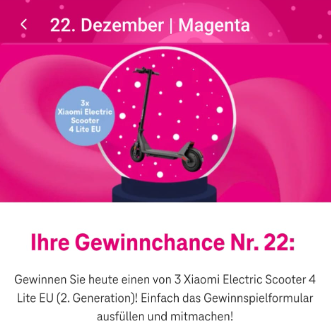 22. Dezember | Magenta
3x
Xiaomi Electric
Scooter
4 Lite EU
Ihre Gewinnchance Nr. 22:
Gewinnen Sie heute einen von 3 Xiaomi Electric Scooter 4
Lite EU (2. Generation)! Einfach das Gewinnspielformular
ausfüllen und mitmachen!